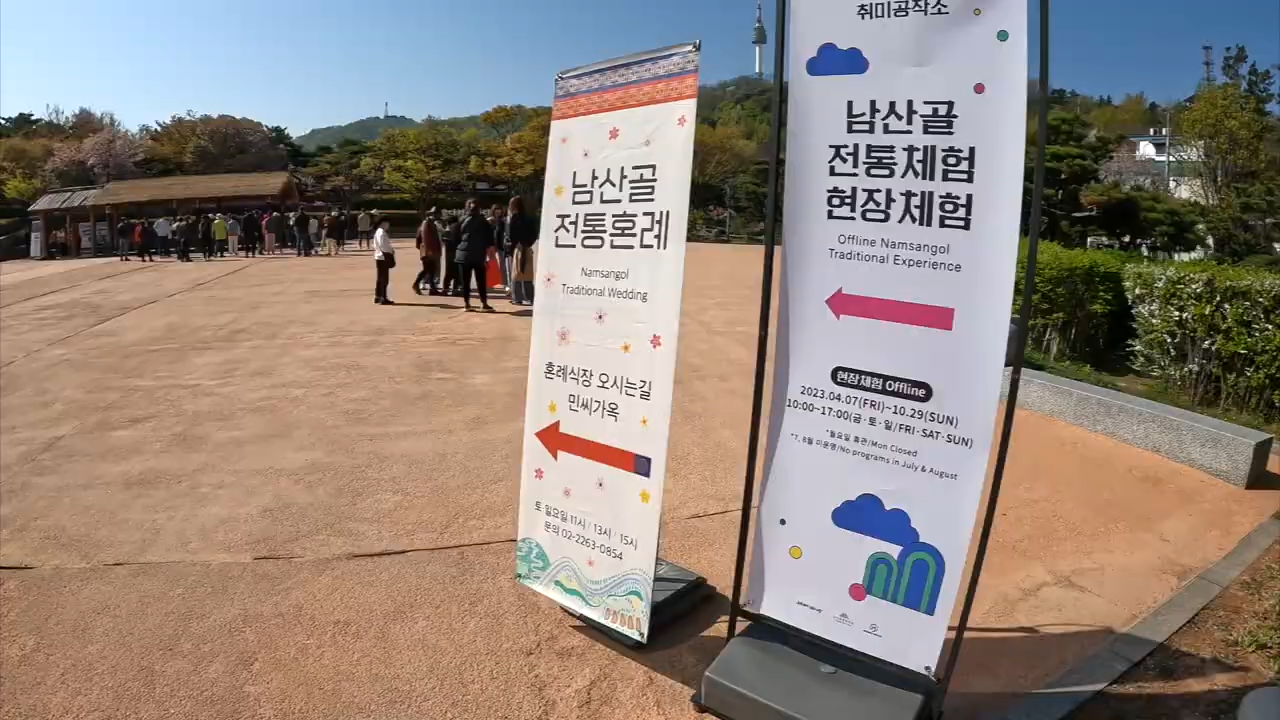 남산골
전통혼례
Namsangol
Traditional Wedding
혼례식장 오시는길
민씨가옥
토·일요일 11시 / 13시 / 15시
문의 02-2263-0854
취미공작소
남산골
전통체험
현장체험
Offline Namsangol
Traditional Experience
현장체험 Offline
2023.04.07(FRI)~10.29(SUN)
10:00~17:00(금·토·일/FRI·SAT·SUN)
*월요일 휴관/Mon Closed
*7, 8월 미운영/No programs in July & August